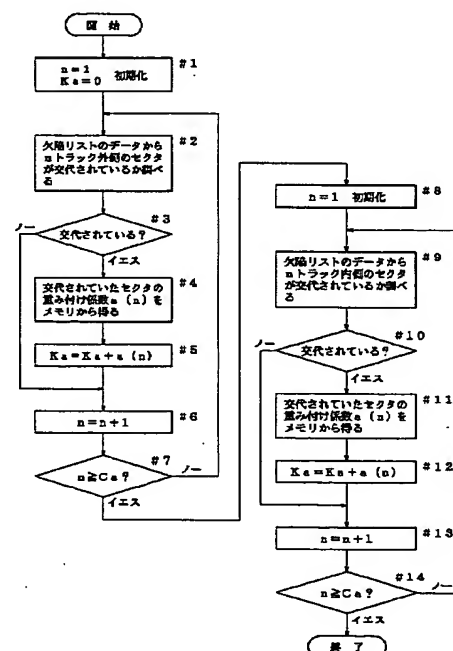 開 始
#1
n=1 初期化
Ka=0
#2
欠陥リストのデータから
nトラック外側のセクタ
が交代されているか調べ
る
#3
交代されている?
ノー
イエス
#4
交代されていたセクタの
重み付け係数a(n)を
メモリから得る
#5
Ka=Ka+a(n)
#6
n=n+1
#7
n≧Ca?
ノー
イエス
#8
n=1 初期化
#9
欠陥リストのデータから
nトラック内側のセクタ
が交代されているか調べ
る
#10
交代されている?
ノー
イエス
#11
交代されていたセクタの
重み付け係数a(n)を
メモリから得る
#12
Ka=Ka+a(n)
#13
n=n+1
#14
n≧Ca?
ノー
イエス
終 了